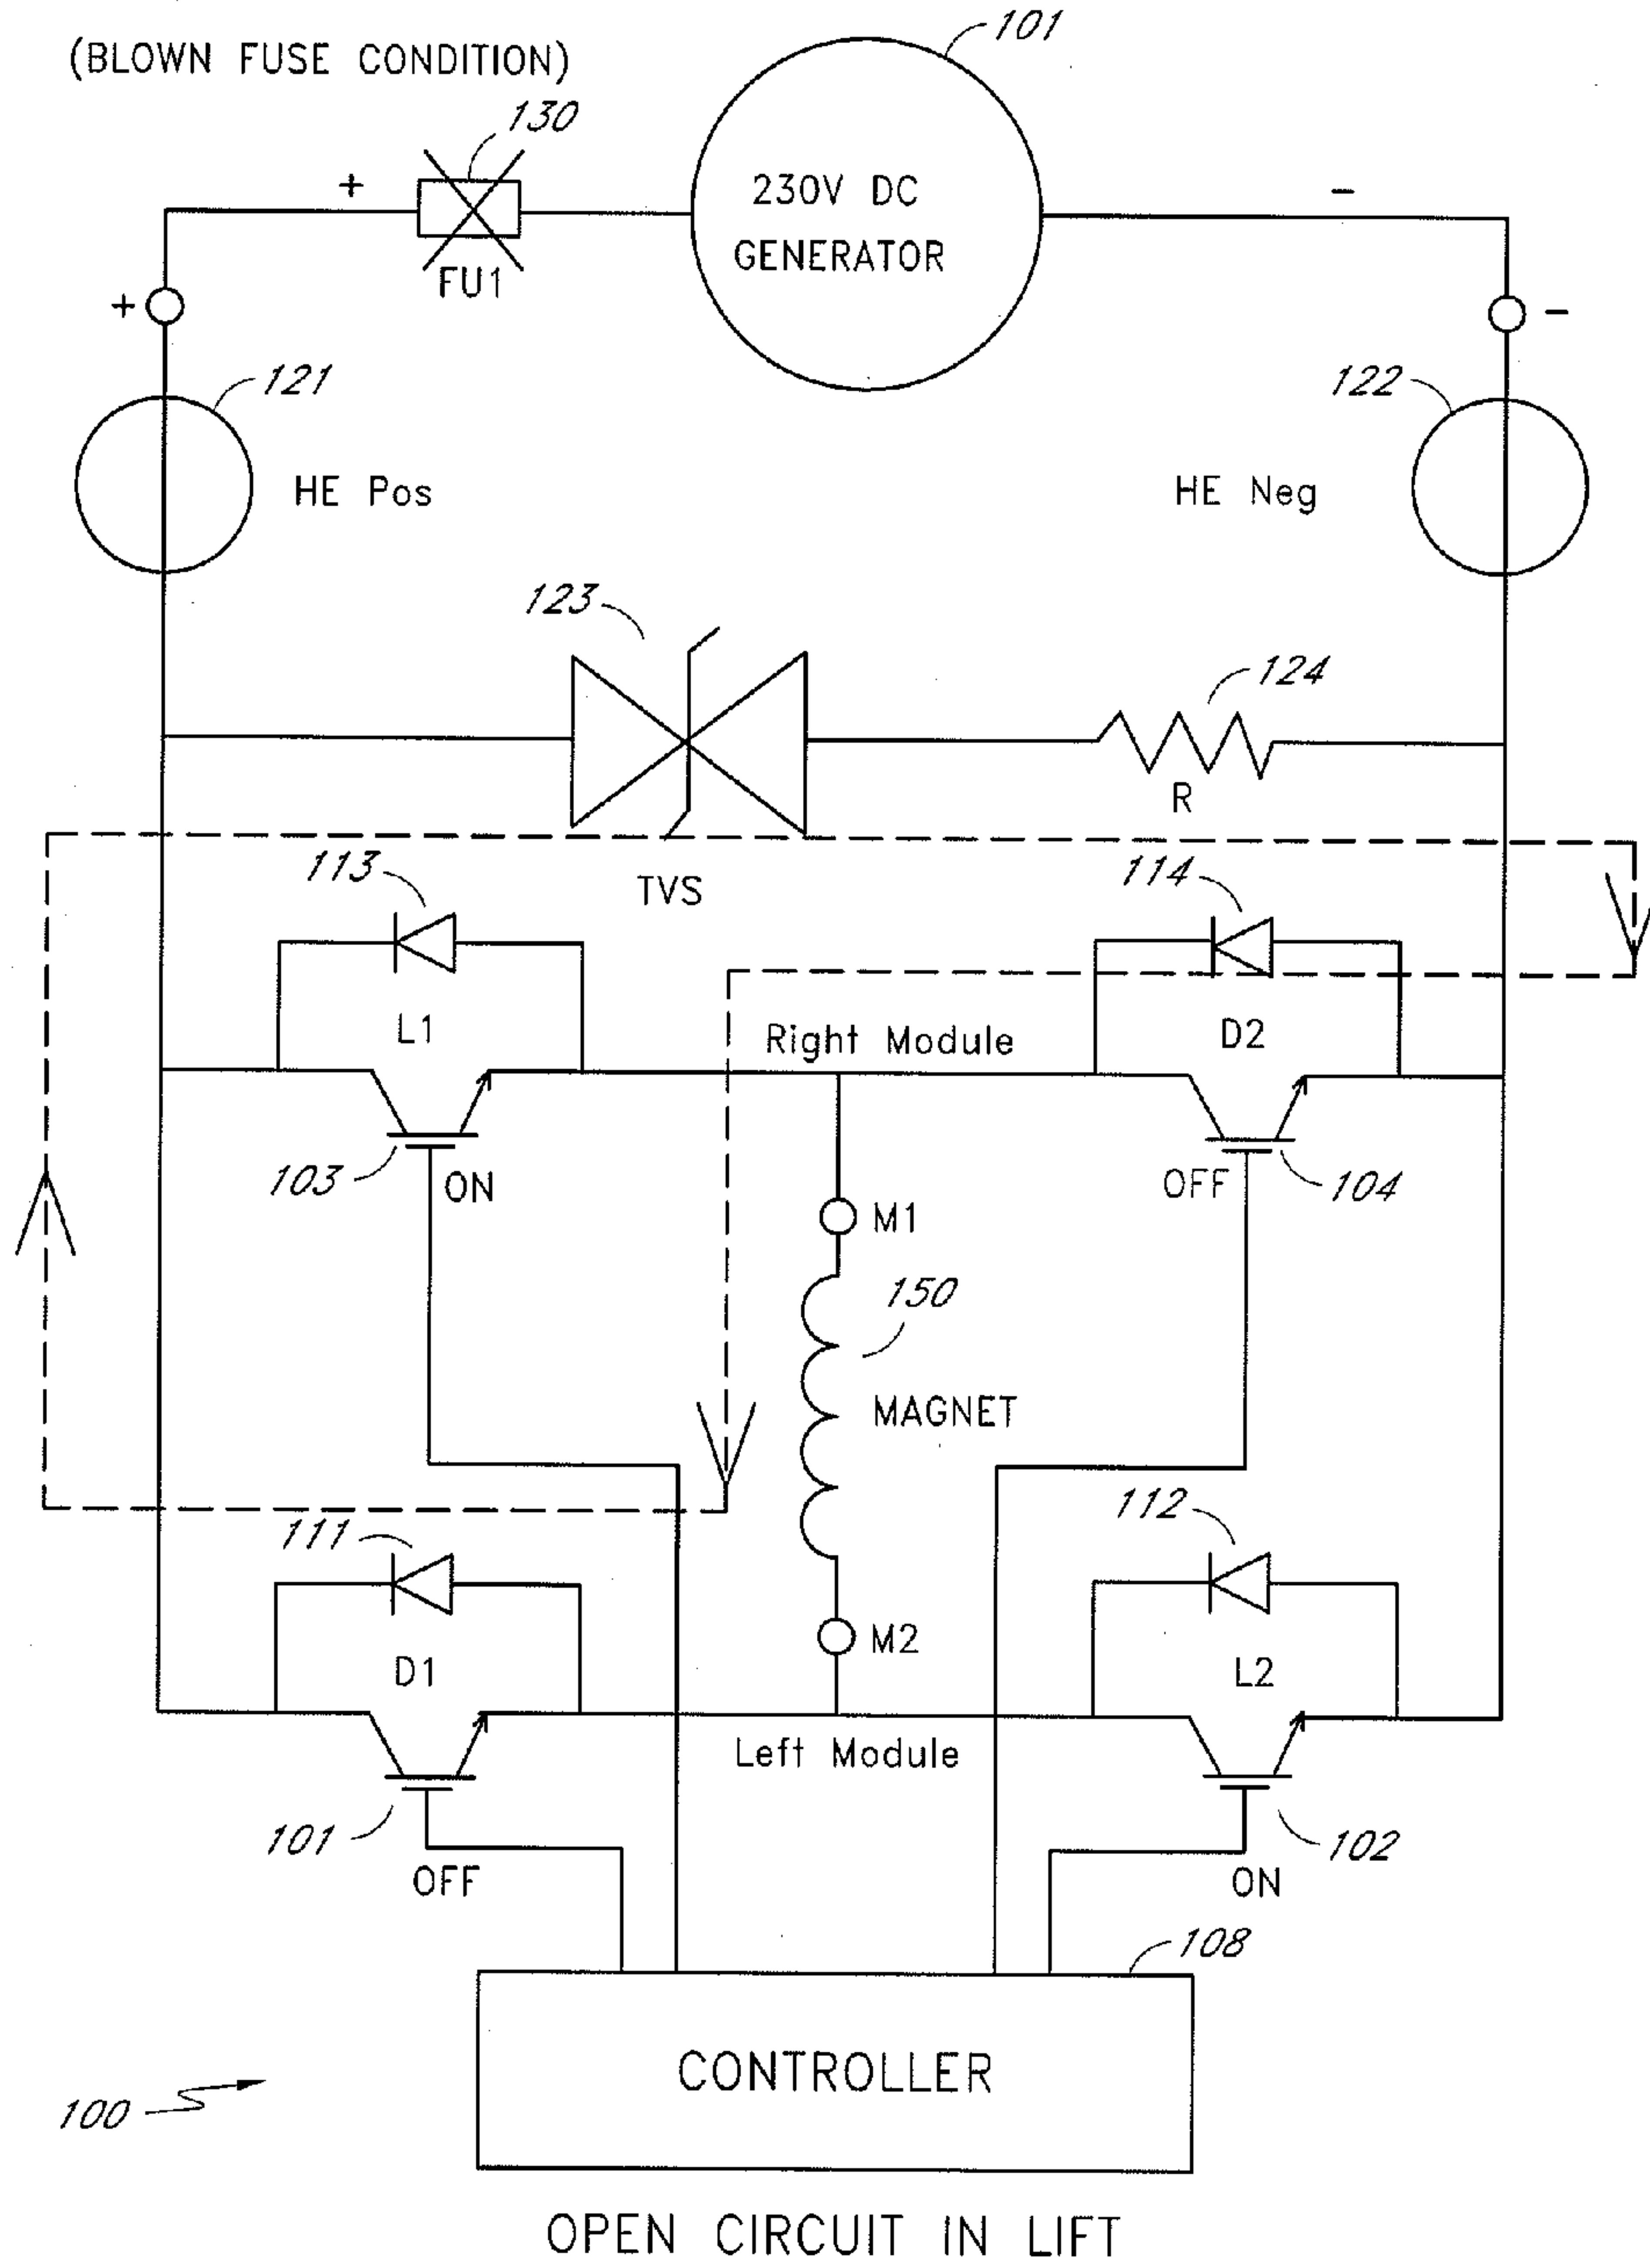 101
(BLOWN FUSE CONDITION)
130
+
-
230V DC
GENERATOR
FU1
+
-
121
122
HE Pos
HE Neg
123
124
R
113
114
TVS
L1
D2
Right Module
103
ON
OFF
104
M1
150
MAGNET
111
112
M2
D1
L2
Left Module
101
102
OFF
ON
108
CONTROLLER
100
OPEN CIRCUIT IN LIFT